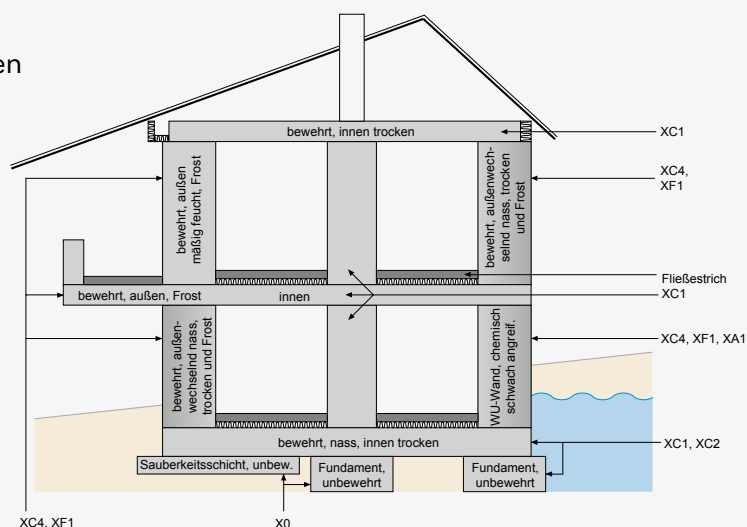 en
bewehrt, innen trocken
XC1
XC4,
XF1
bewehrt, außen
mäßig feucht, Frost
bewehrt, außenwech-
selnd nass, trocken
und Frost
Fließestrich
bewehrt, außen, Frost
innen
XC1
bewehrt, außen-
wechselnd nass,
trocken und Frost
WU-Wand, chemisch
schwach angreif.
XC4, XF1, XA1
bewehrt, nass, innen trocken
XC1, XC2
Sauberkeitsschicht, unbew.
Fundament,
unbewehrt
Fundament,
unbewehrt
XC4, XF1
X0